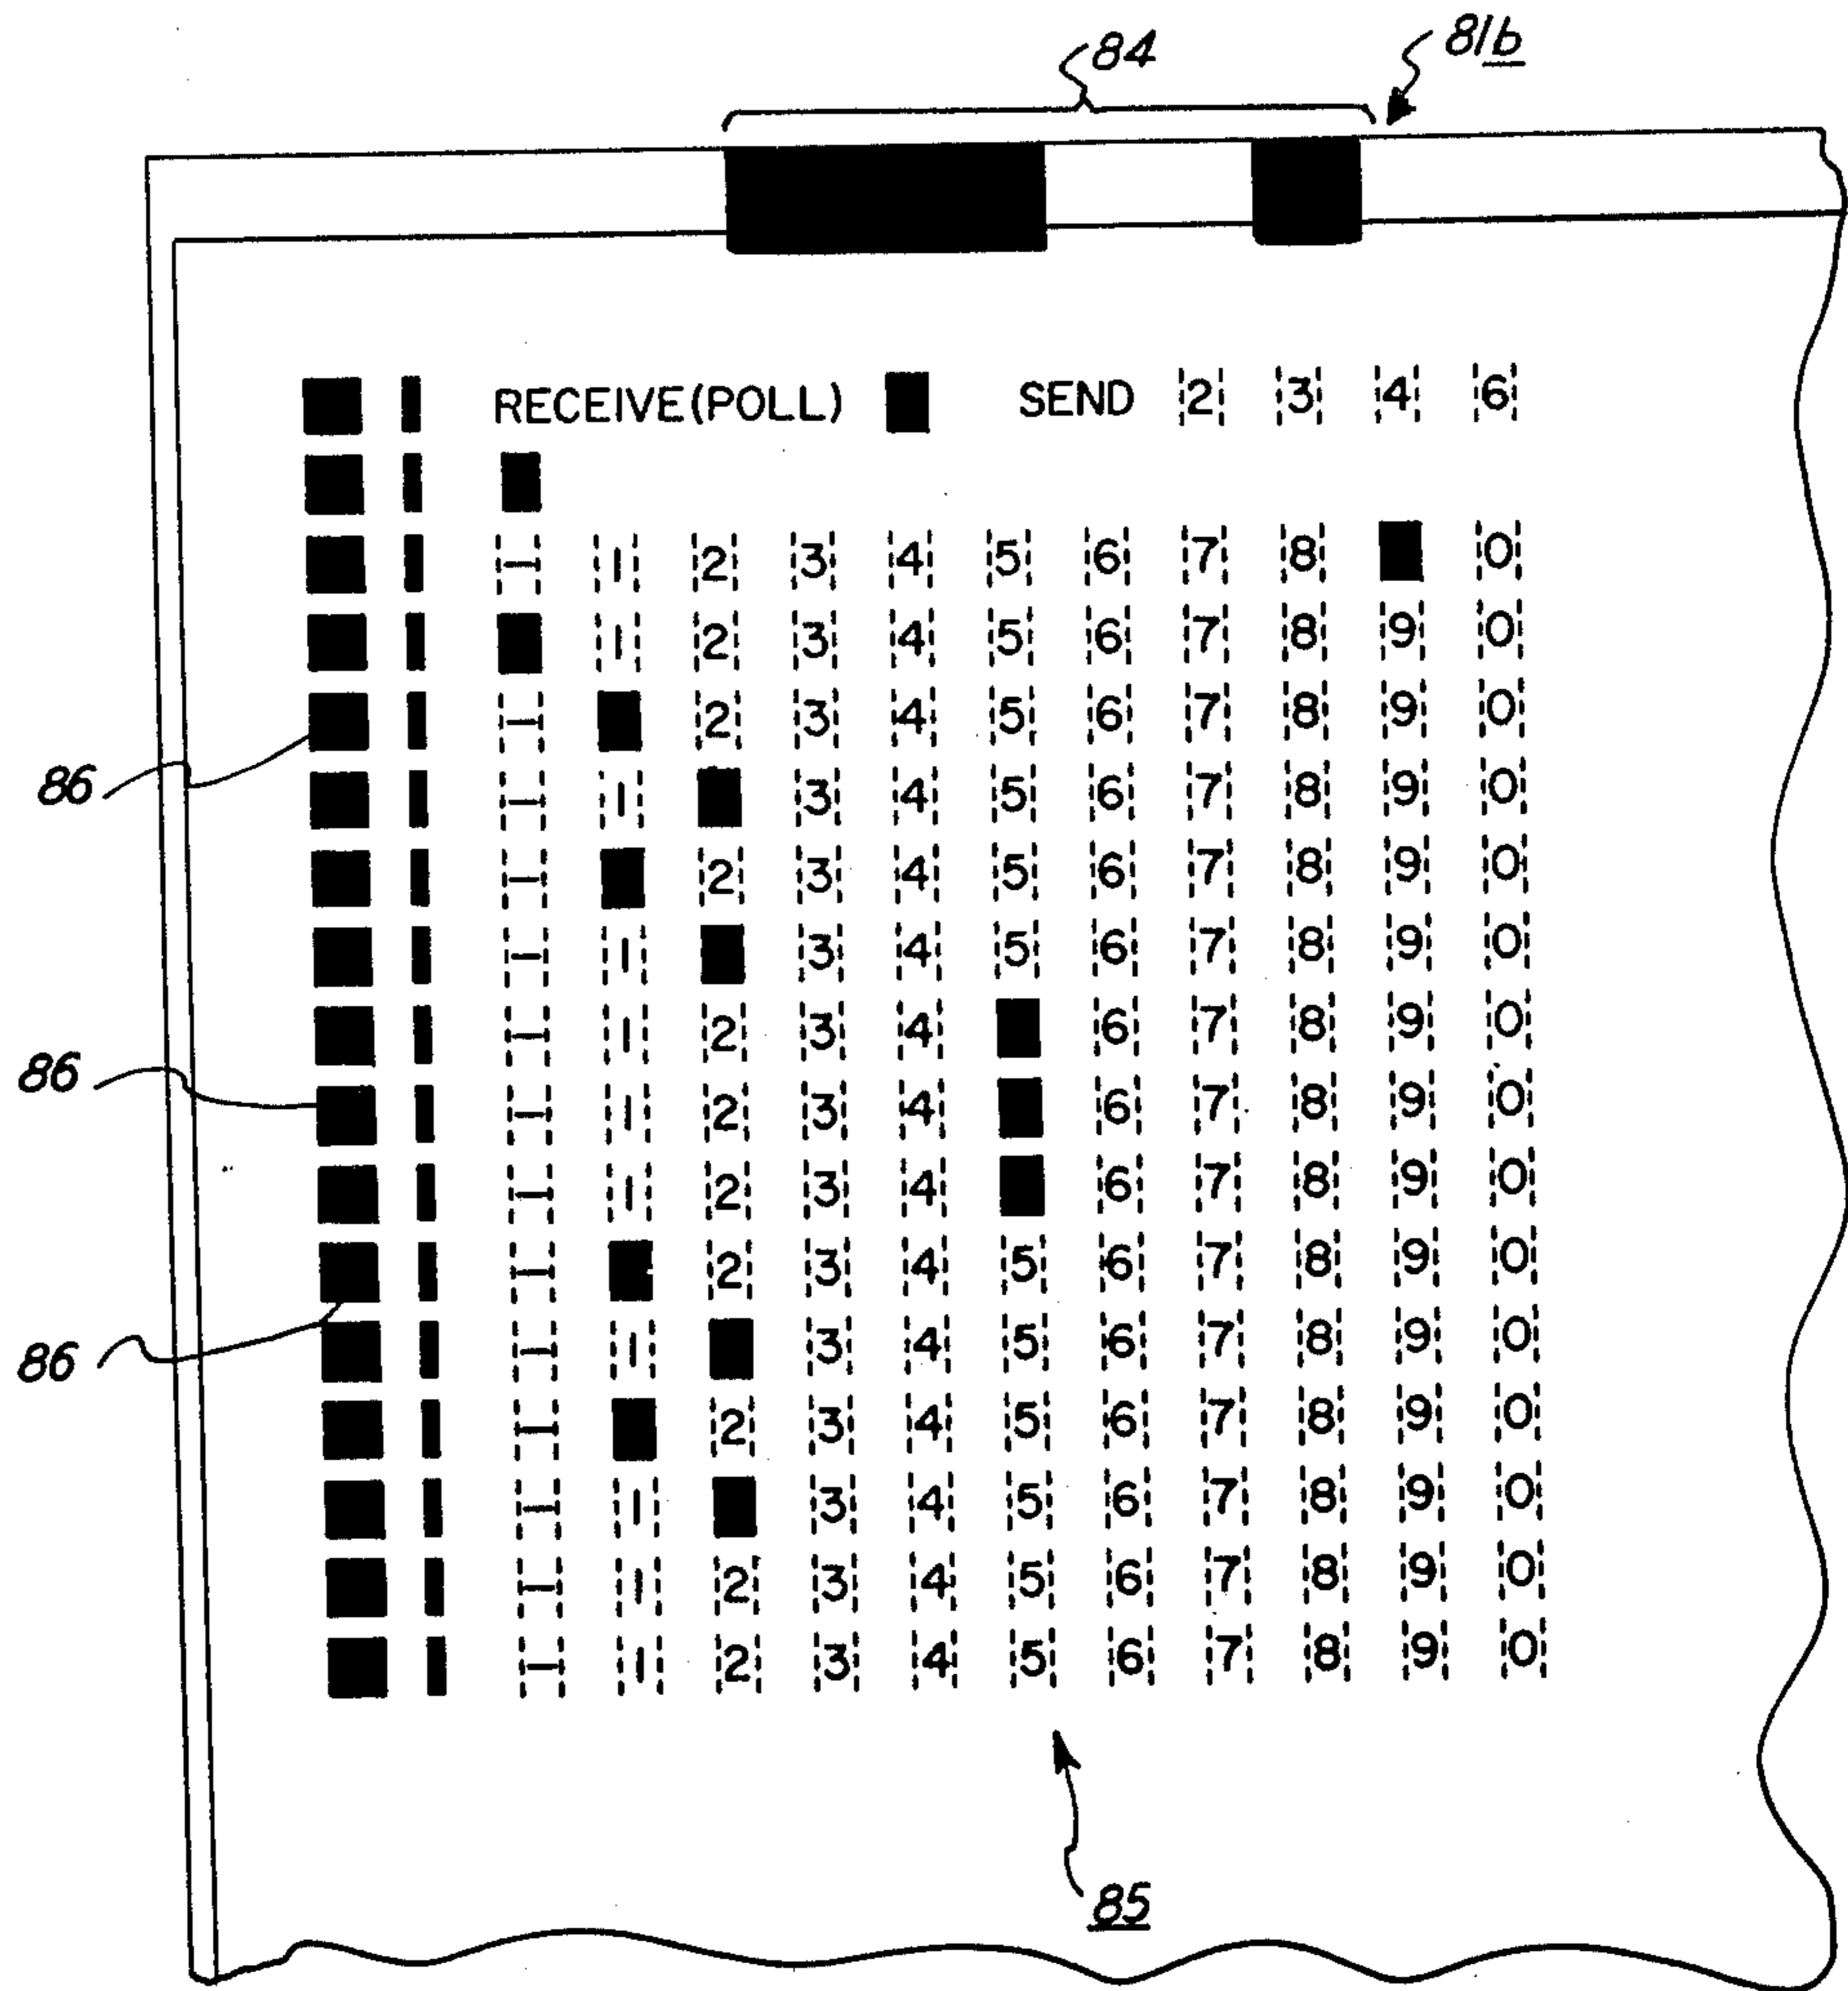 84 81b
RECEIVE(POLL) SEND 2 3 4 6
- 1 2 3 4 5 6 7 8 0
1 2 3 4 5 6 7 8 9 0
- 2 3 4 5 6 7 8 9 0
86 - 1 3 4 5 6 7 8 9 0
- 2 3 4 5 6 7 8 9 0
- 1 3 4 5 6 7 8 9 0
- 1 2 3 4 6 7 8 9 0
86 - 1 2 3 4 6 7 8 9 0
- 1 2 3 4 6 7 8 9 0
- 2 3 4 5 6 7 8 9 0
86 - 1 3 4 5 6 7 8 9 0
- 2 3 4 5 6 7 8 9 0
- 1 3 4 5 6 7 8 9 0
- 1 2 3 4 5 6 7 8 9 0
- 1 2 3 4 5 6 7 8 9 0
85